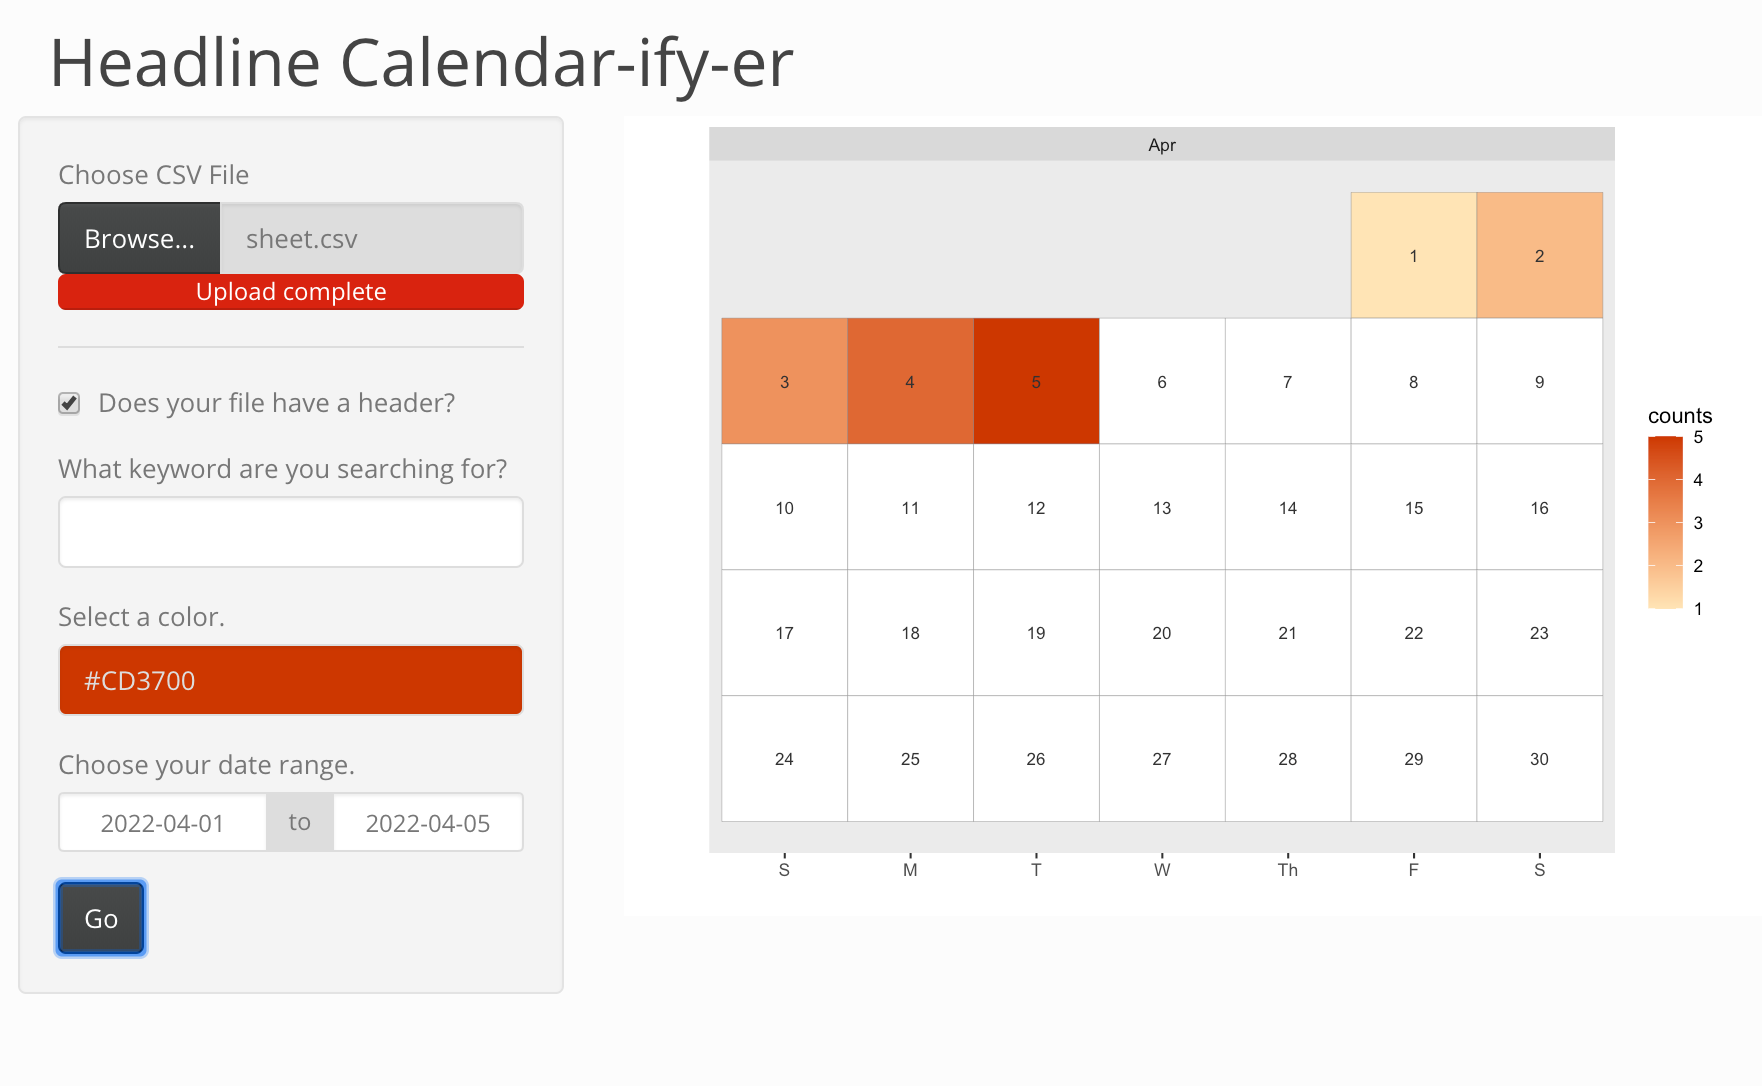 Headline Calendar-ify-er
Choose CSV File
Browse... sheet.csv
Upload complete
Does your file have a header?
What keyword are you searching for?
Select a color.
#CD3700
Choose your date range.
2022-04-01 to 2022-04-05
Go
Apr
1 2
3 4 5 6 7 8 9
10 11 12 13 14 15 16
17 18 19 20 21 22 23
24 25 26 27 28 29 30
S M T W Th F S
counts
5
4
3
2
1